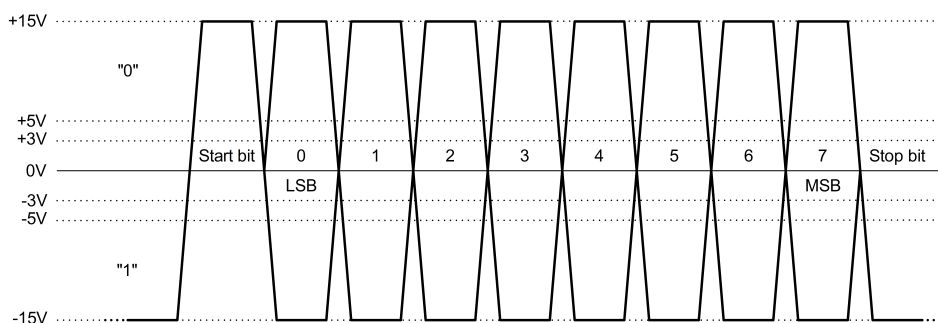 +15V
"0"
+5V
+3V
Start bit 0 1 2 3 4 5 6 7 Stop bit
0V
LSB MSB
-3V
-5V
"1"
-15V